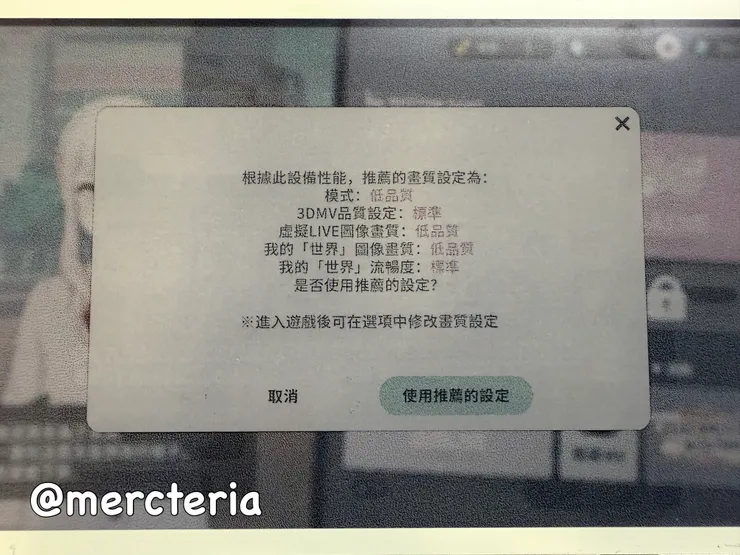 根據此設備性能，推薦的畫質設定為：
模式：低品質
3DMV品質設定：標準
虛擬LIVE圖像畫質：低品質
我的「世界」圖像畫質：低品質
我的「世界」流暢度：標準
是否使用推薦的設定？
※進入遊戲後可在選項中修改畫質設定
取消
使用推薦的設定
@mercteria